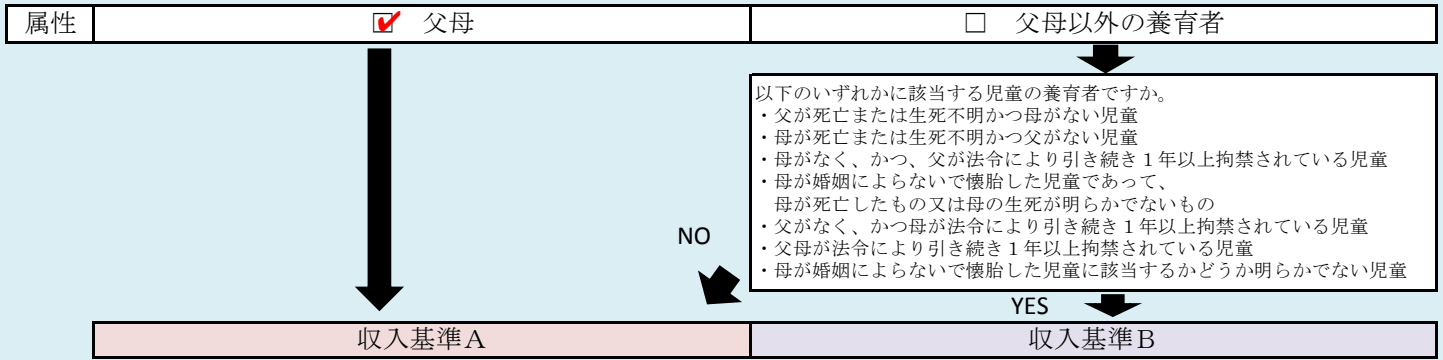 属性 ☑ 父母 □ 父母以外の養育者
以下のいずれかに該当する児童の養育者ですか。
・父が死亡または生死不明かつ母がない児童
・母が死亡または生死不明かつ父がない児童
・母がなく、かつ、父が法令により引き続き１年以上拘禁されている児童
・母が婚姻によらないで懐胎した児童であって、
母が死亡したもの又は母の生死が明らかでないもの
・父がなく、かつ母が法令により引き続き１年以上拘禁されている児童
・父母が法令により引き続き１年以上拘禁されている児童
・母が婚姻によらないで懐胎した児童に該当するかどうか明らかでない児童
NO
YES
収入基準Ａ 収入基準Ｂ